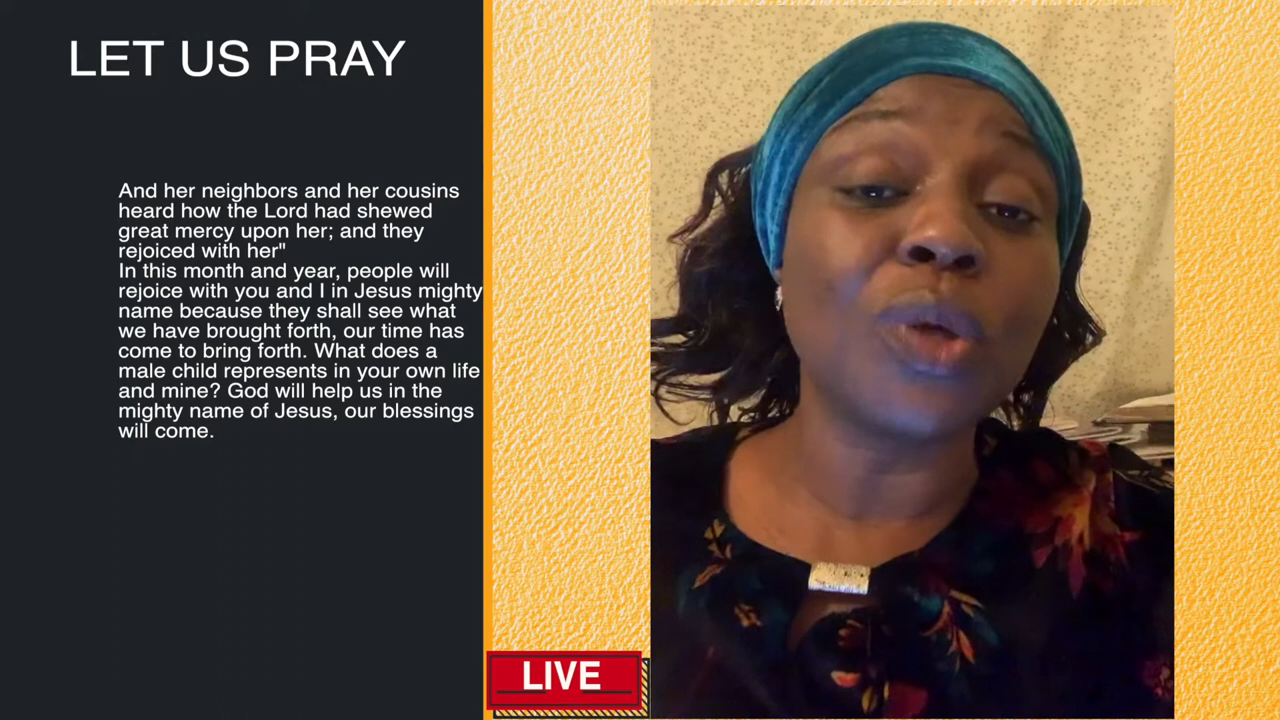 LET US PRAY
And her neighbors and her cousins
heard how the Lord had shewed
great mercy upon her; and they
rejoiced with her"
In this month and year, people will
rejoice with you and I in Jesus mighty
name because they shall see what
we have brought forth, our time has
come to bring forth. What does a
male child represents in your own life
and mine? God will help us in the
mighty name of Jesus, our blessings
will come.
LIVE